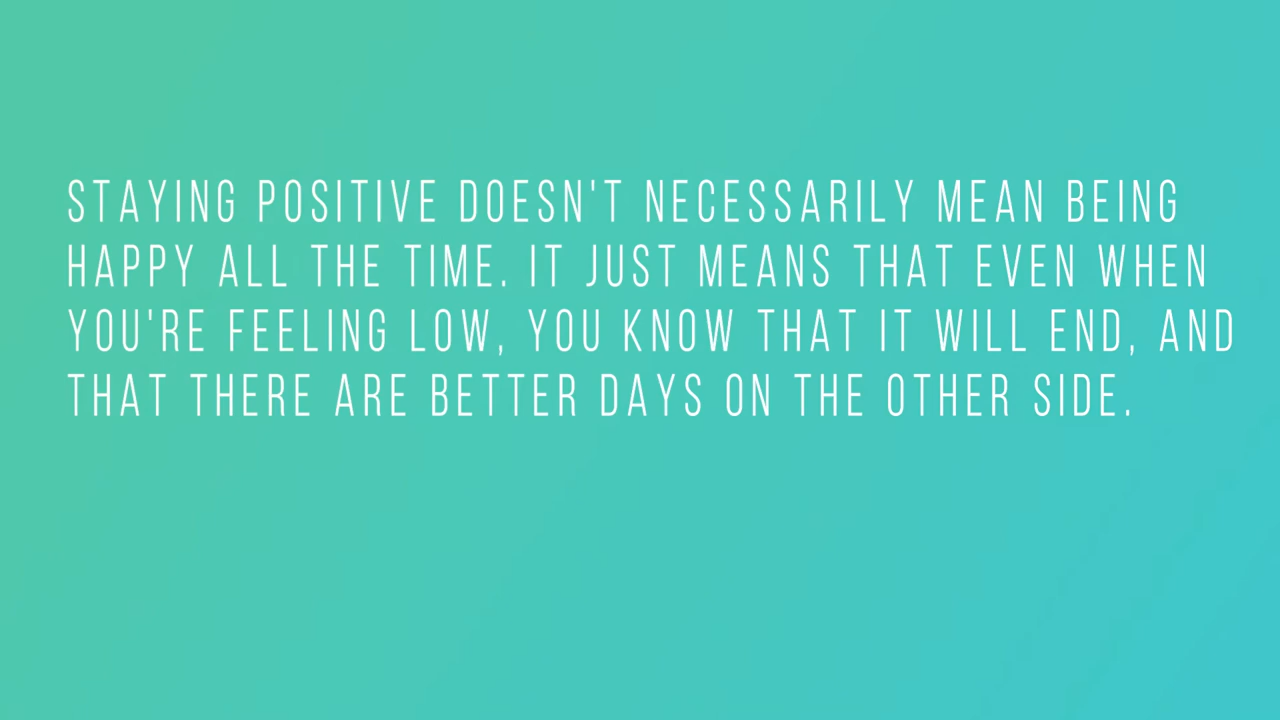 STAYING POSITIVE DOESN'T NECESSARILY MEAN BEING
HAPPY ALL THE TIME. IT JUST MEANS THAT EVEN WHEN
YOU'RE FEELING LOW, YOU KNOW THAT IT WILL END, AND
THAT THERE ARE BETTER DAYS ON THE OTHER SIDE.